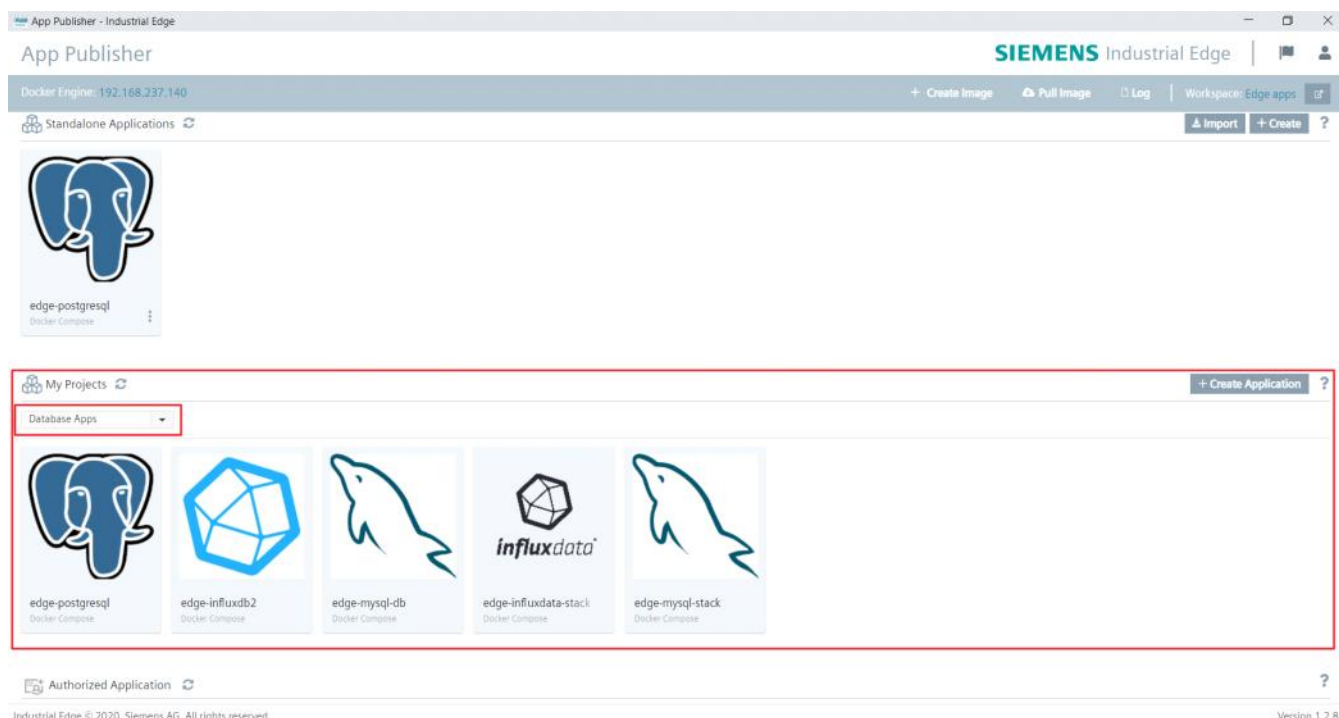 App Publisher - Industrial Edge
App Publisher
SIEMENS Industrial Edge
Docker Engine: 192.168.237.140
+ Create Image
Pull Image
Log
Workspace: Edge apps
Standalone Applications
Import
+ Create
?
edge-postgresql
Docker Compose
My Projects
+ Create Application
?
Database Apps
influxdata
edge-postgresql
Docker Compose
edge-influxdb2
Docker Compose
edge-mysql-db
Docker Compose
edge-influxdata-stack
Docker Compose
edge-mysql-stack
Docker Compose
Authorized Application
?
Industrial Edge © 2020, Siemens AG. All rights reserved
Version 1.2.8